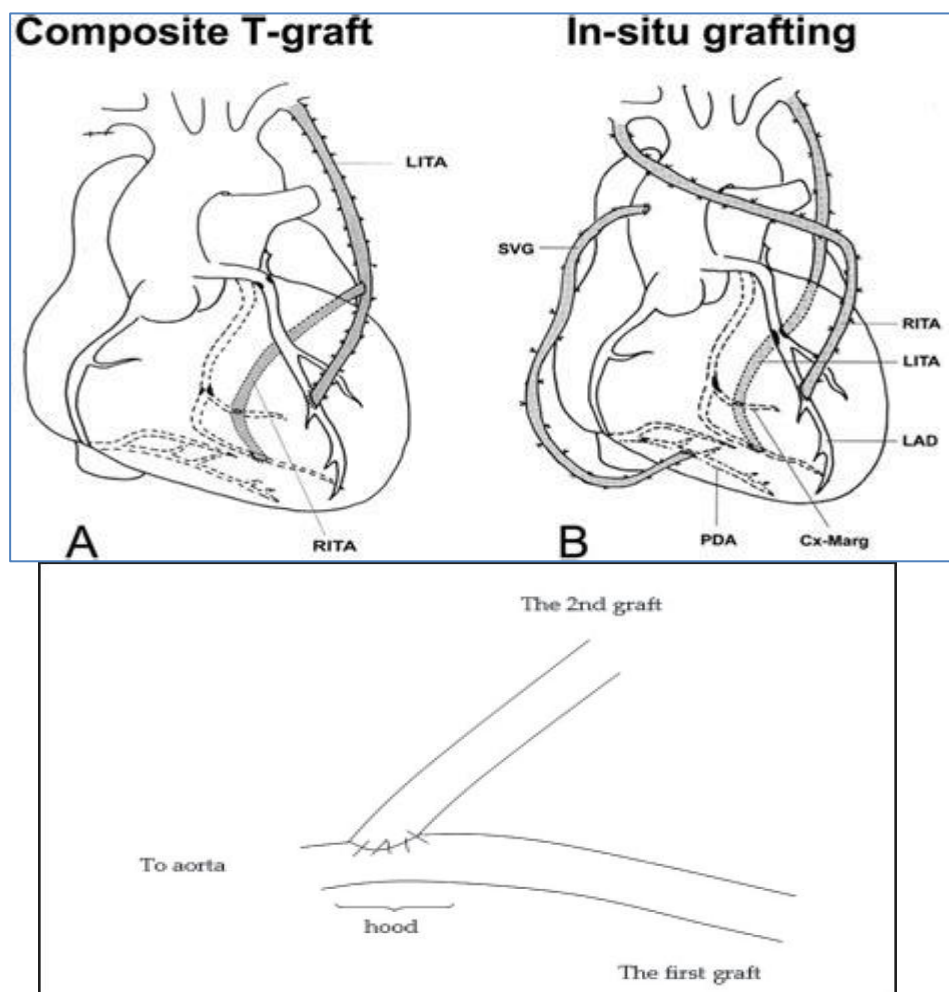 Composite T-graft
In-situ grafting
LITA
RITA
A
SVG
RITA
LITA
LAD
PDA
Cx-Marg
B
The 2nd graft
To aorta
hood
The first graft